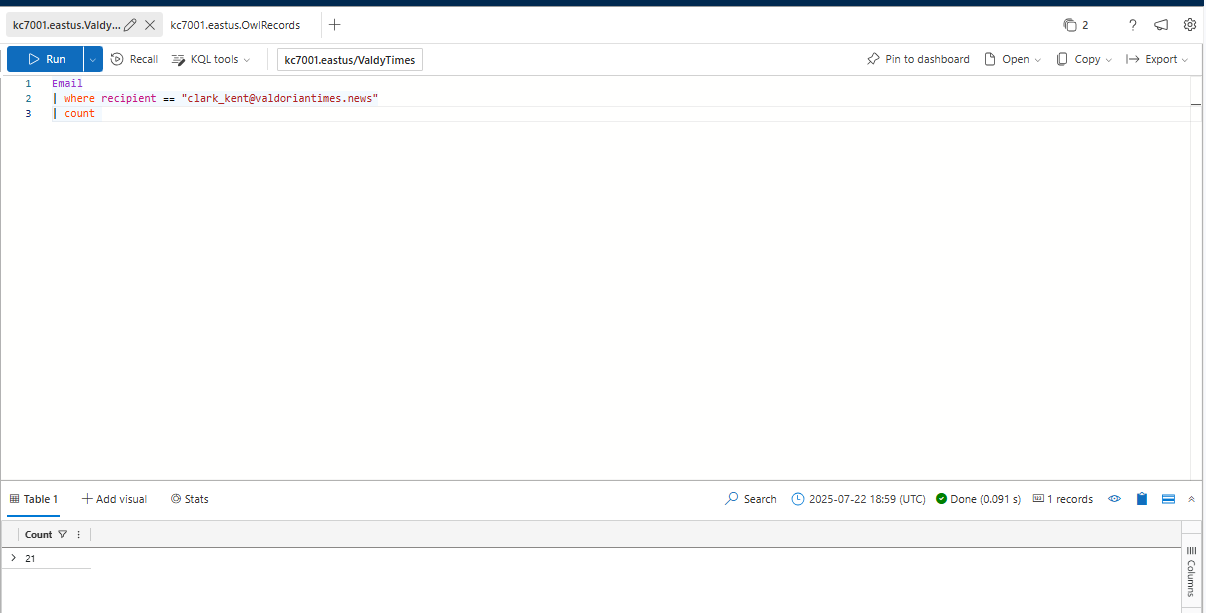 kc7001.eastus.Valdy... kc7001.eastus.OwlRecords 2 ?
Run Recall KQL tools kc7001.eastus/ValdyTimes Pin to dashboard Open Copy Export
1 Email
2 | where recipient == "clark_kent@valdoriantimes.news"
3 | count
Table 1 Add visual Stats Search 2025-07-22 18:59 (UTC) Done (0.091 s) 1 records
Count
21
Columns